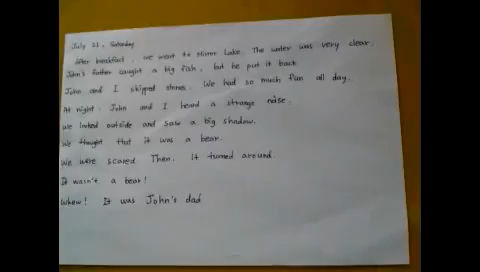 July 21, Saturday
After breakfast, we went to Mirror Lake. The water was very clear.
John's father caught a big fish, but he put it back
John and I skipped stones. We had so much fun all day.
At night, John and I heard a strange noise.
We looked outside and saw a big shadow.
We thought that it was a bear.
We were scared Then, it turned around.
It wasn't a bear!
Whew! It was John's dad